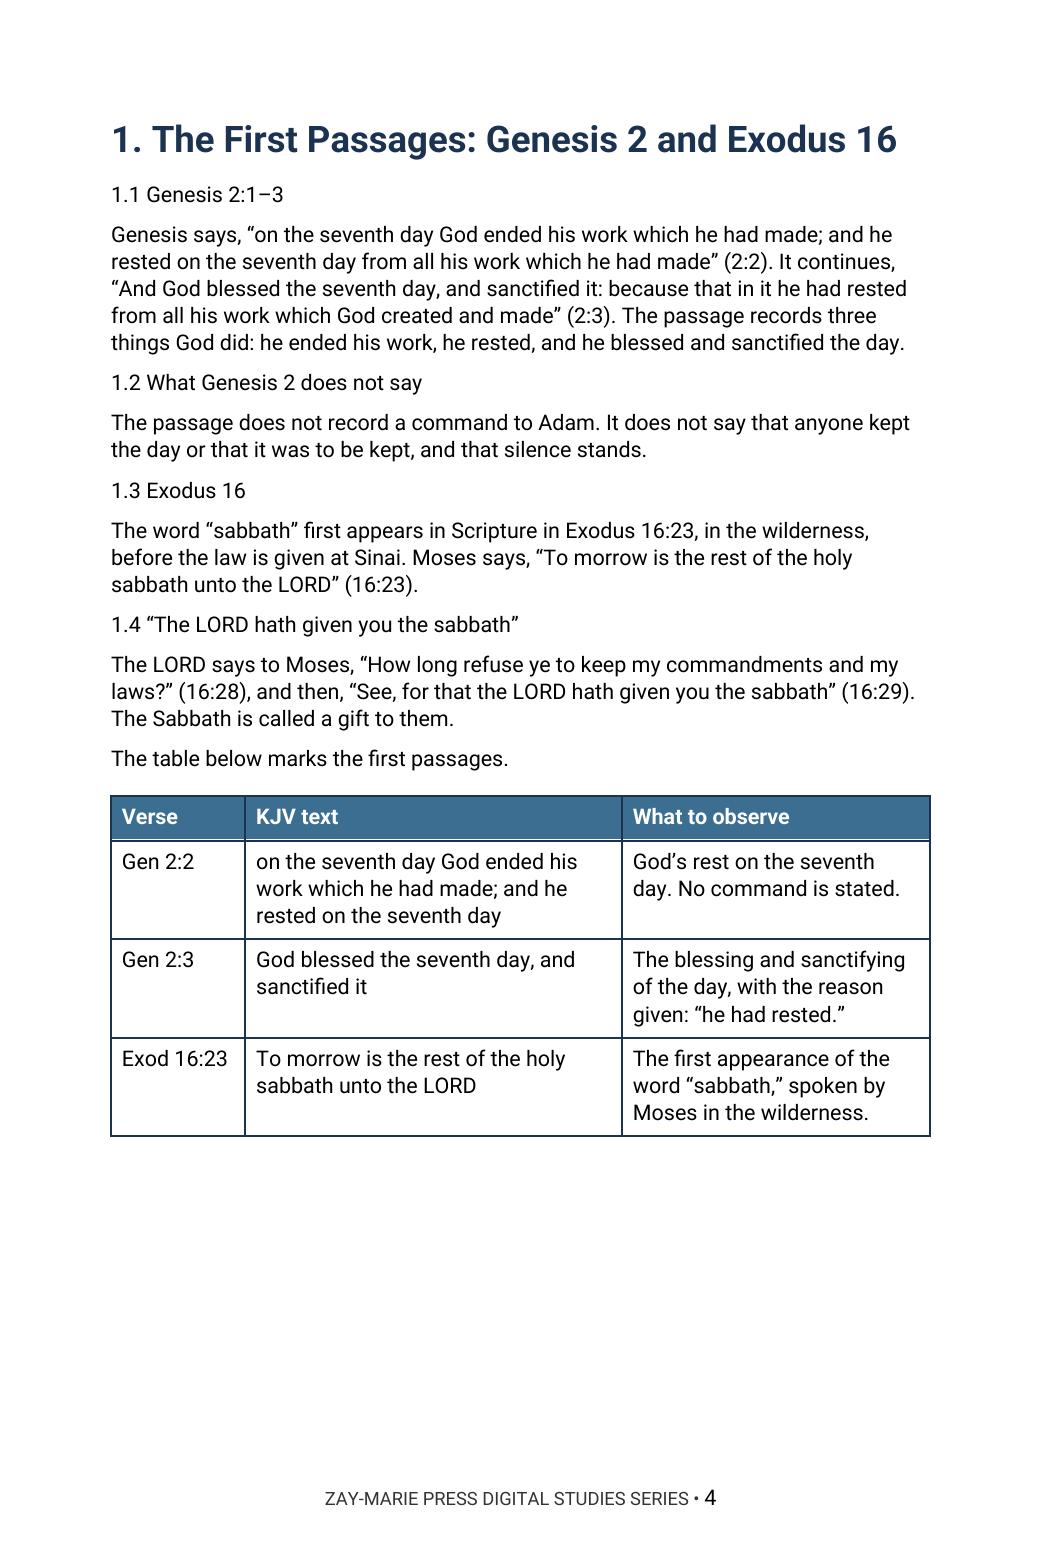 1. The First Passages: Genesis 2 and Exodus 16
1.1 Genesis 2:1–3
Genesis says, “on the seventh day God ended his work which he had made; and he
rested on the seventh day from all his work which he had made” (2:2). It continues,
“And God blessed the seventh day, and sanctified it: because that in it he had rested
from all his work which God created and made” (2:3). The passage records three
things God did: he ended his work, he rested, and he blessed and sanctified the day.
1.2 What Genesis 2 does not say
The passage does not record a command to Adam. It does not say that anyone kept
the day or that it was to be kept, and that silence stands.
1.3 Exodus 16
The word “sabbath” first appears in Scripture in Exodus 16:23, in the wilderness,
before the law is given at Sinai. Moses says, “To morrow is the rest of the holy
sabbath unto the LORD” (16:23).
1.4 “The LORD hath given you the sabbath”
The LORD says to Moses, “How long refuse ye to keep my commandments and my
laws?” (16:28), and then, “See, for that the LORD hath given you the sabbath” (16:29).
The Sabbath is called a gift to them.
The table below marks the first passages.
Verse
KJV text
What to observe
Gen 2:2
on the seventh day God ended his
work which he had made; and he
rested on the seventh day
God’s rest on the seventh
day. No command is stated.
Gen 2:3
God blessed the seventh day, and
sanctified it
The blessing and sanctifying
of the day, with the reason
given: “he had rested.”
Exod 16:23
To morrow is the rest of the holy
sabbath unto the LORD
The first appearance of the
word “sabbath,” spoken by
Moses in the wilderness.
ZAY-MARIE PRESS DIGITAL STUDIES SERIES • 4